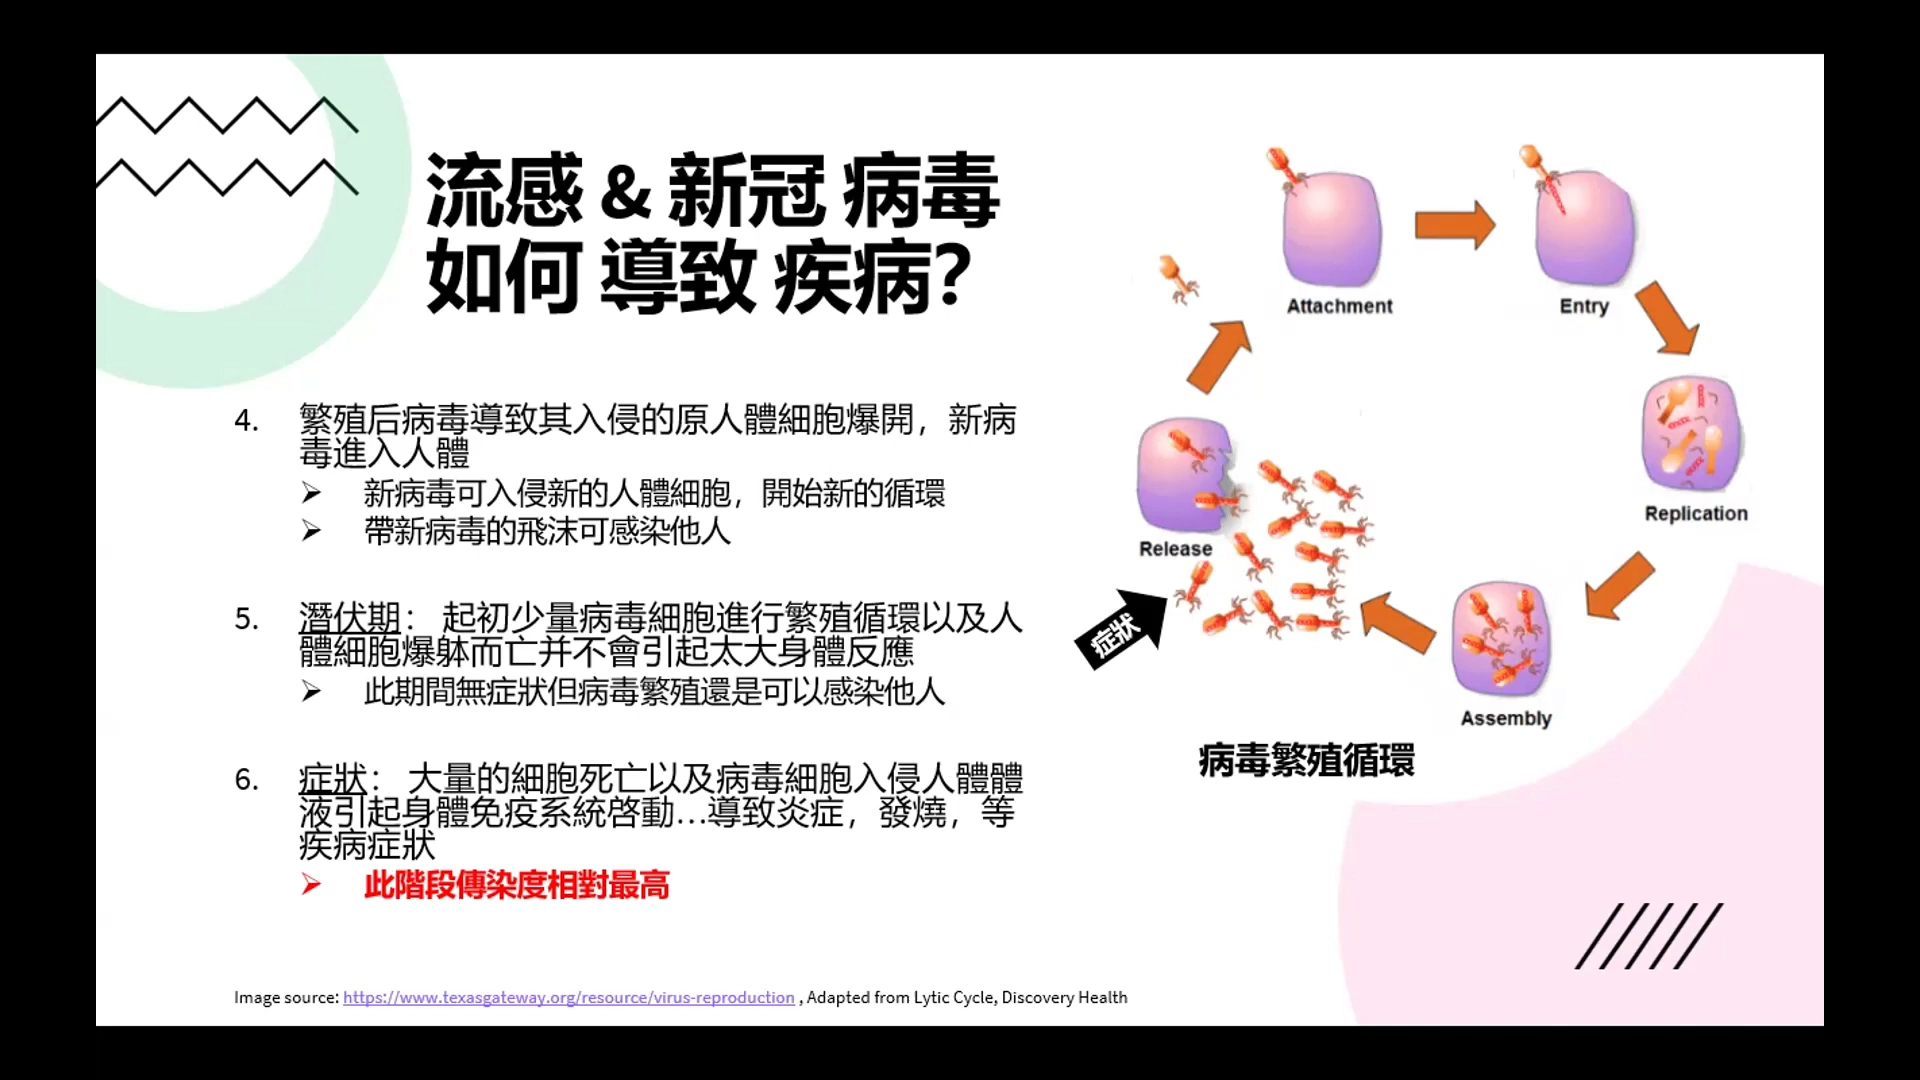 流感 & 新冠 病毒
如何 導致 疾病?
4. 繁殖后病毒導致其入侵的原人體細胞爆開，新病
毒進入人體
➢ 新病毒可入侵新的人體細胞，開始新的循環
➢ 帶新病毒的飛沫可感染他人
5. 潛伏期： 起初少量病毒細胞進行繁殖循環以及人
體細胞爆躰而亡并不會引起太大身體反應
➢ 此期間無症狀但病毒繁殖還是可以感染他人
6. 症狀： 大量的細胞死亡以及病毒細胞入侵人體體
液引起身體免疫系統啓動…導致炎症，發燒，等
疾病症狀
➢ 此階段傳染度相對最高
Attachment
Entry
Replication
Assembly
Release
症狀
病毒繁殖循環
Image source: https://www.texasgateway.org/resource/virus-reproduction , Adapted from Lytic Cycle, Discovery Health